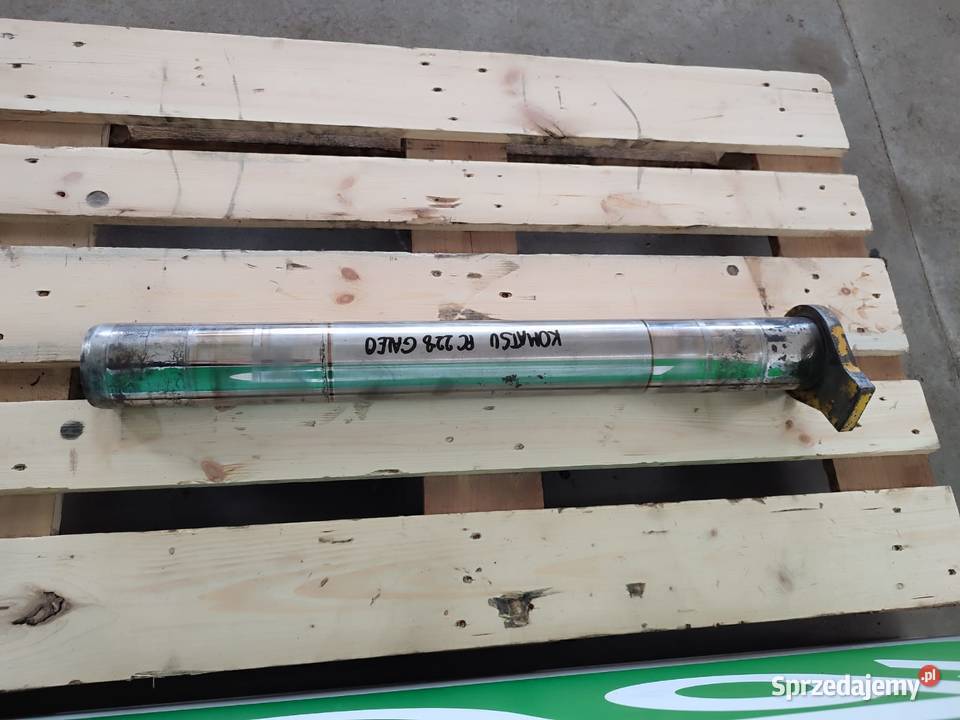 KOMATSU PC 228 GALEO
Sprzedajemy.pl